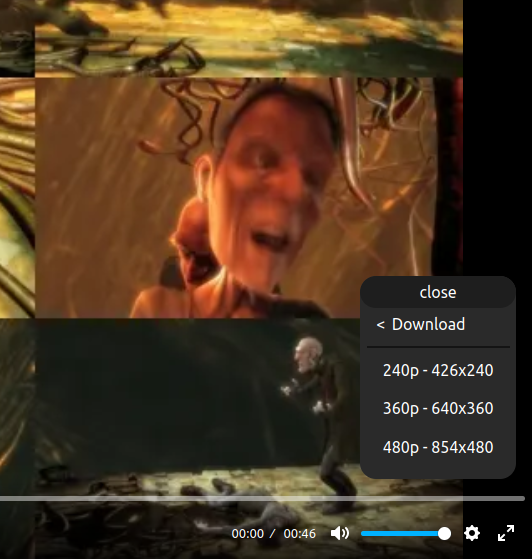 close
< Download
240p - 426x240
360p - 640x360
480p - 854x480
00:00 / 00:46